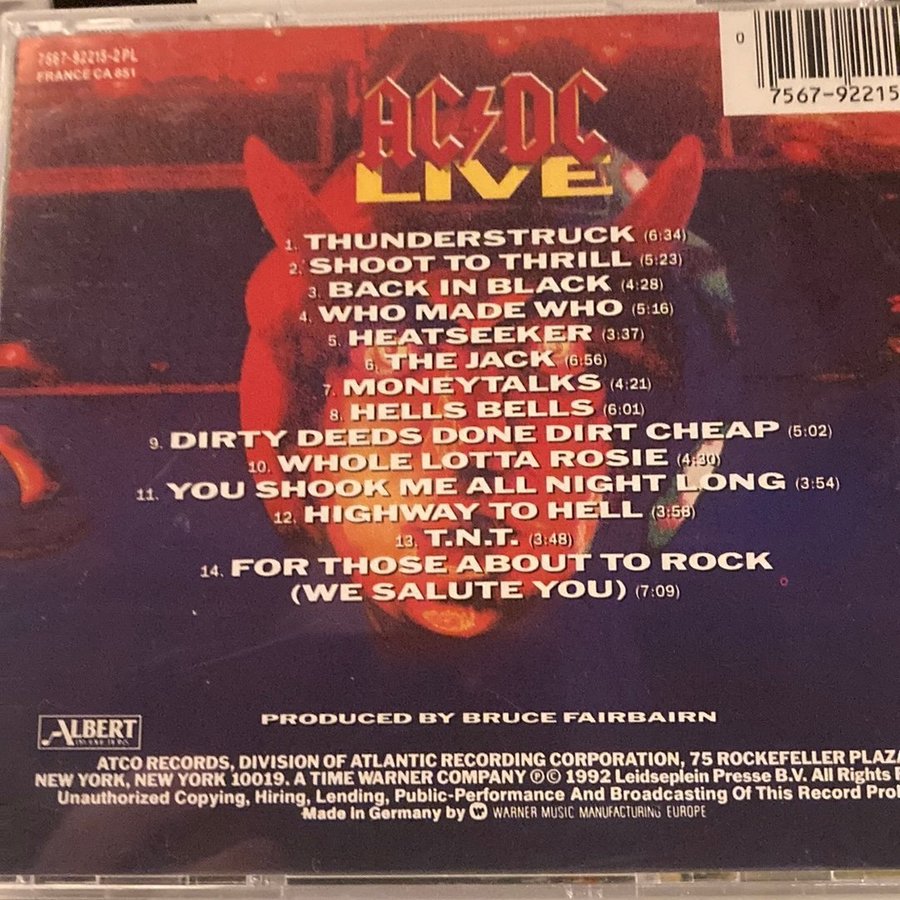 7567-92215-2PL
FRANCE CA 851
0
7567-92215
AC⚡DC
LIVE
1. THUNDERSTRUCK (6:34)
2. SHOOT TO THRILL (5:23)
3. BACK IN BLACK (4:28)
4. WHO MADE WHO (5:16)
5. HEATSEEKER (3:37)
6. THE JACK (6:56)
7. MONEYTALKS (4:21)
8. HELLS BELLS (6:01)
9. DIRTY DEEDS DONE DIRT CHEAP (5:02)
10. WHOLE LOTTA ROSIE (4:30)
11. YOU SHOOK ME ALL NIGHT LONG (3:54)
12. HIGHWAY TO HELL (3:58)
13. T.N.T. (3:48)
14. FOR THOSE ABOUT TO ROCK
(WE SALUTE YOU) (7:09)
PRODUCED BY BRUCE FAIRBAIRN
ALBERT
PRODUCTIONS
ATCO RECORDS, DIVISION OF ATLANTIC RECORDING CORPORATION, 75 ROCKEFELLER PLAZA
NEW YORK, NEW YORK 10019. A TIME WARNER COMPANY ℗© 1992 Leidseplein Presse B.V. All Rights
Unauthorized Copying, Hiring, Lending, Public-Performance And Broadcasting Of This Record
Made in Germany by WARNER MUSIC MANUFACTURING EUROPE